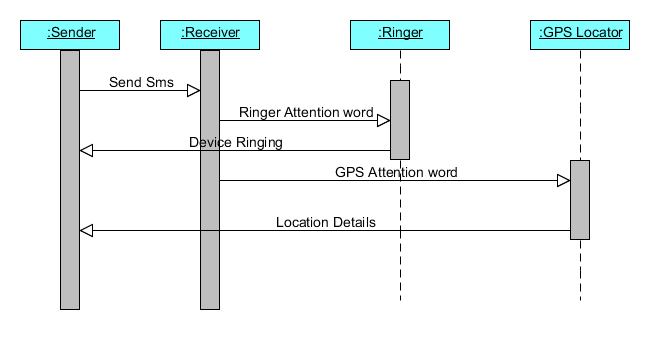 :Sender
:Receiver
:Ringer
:GPS Locator
Send Sms
Ringer Attention word
Device Ringing
GPS Attention word
Location Details